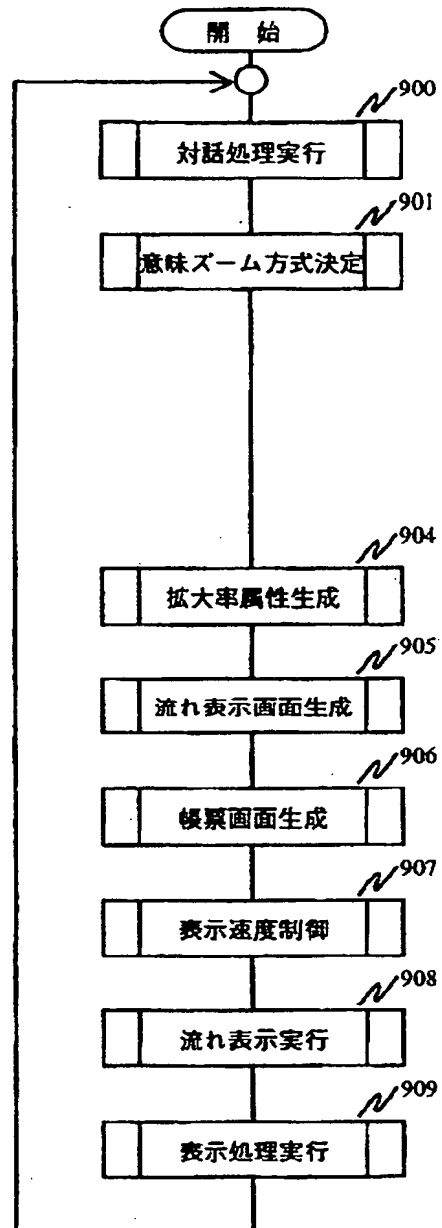 開始
900
対話処理実行
901
意味ズーム方式決定
904
拡大率属性生成
905
流れ表示画面生成
906
帳票画面生成
907
表示速度制御
908
流れ表示実行
909
表示処理実行